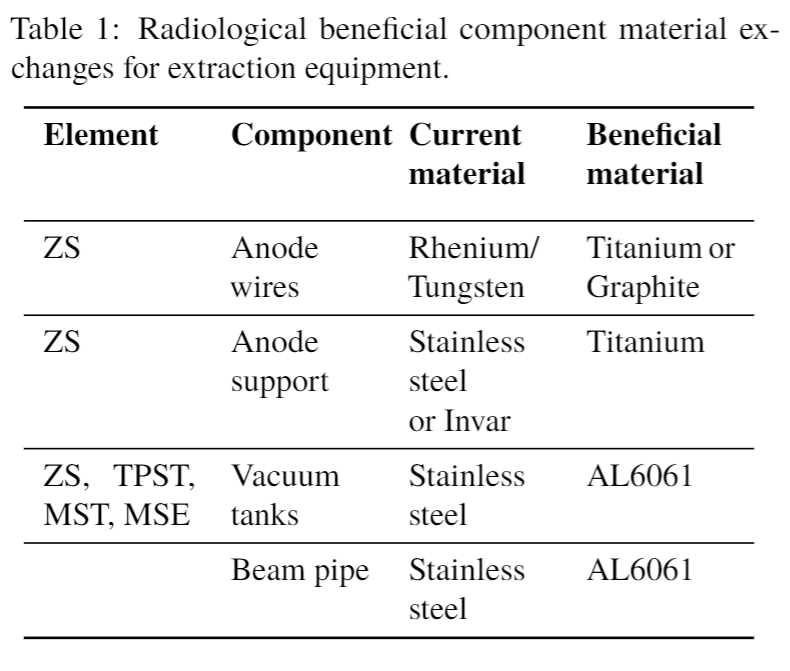 Table 1: Radiological beneficial component material ex-
changes for extraction equipment.
Element Component Current Beneficial
material material
ZS Anode Rhenium/ Titanium or
wires Tungsten Graphite
ZS Anode Stainless Titanium
support steel
or Invar
ZS, TPST, Vacuum Stainless AL6061
MST, MSE tanks steel
Beam pipe Stainless AL6061
steel